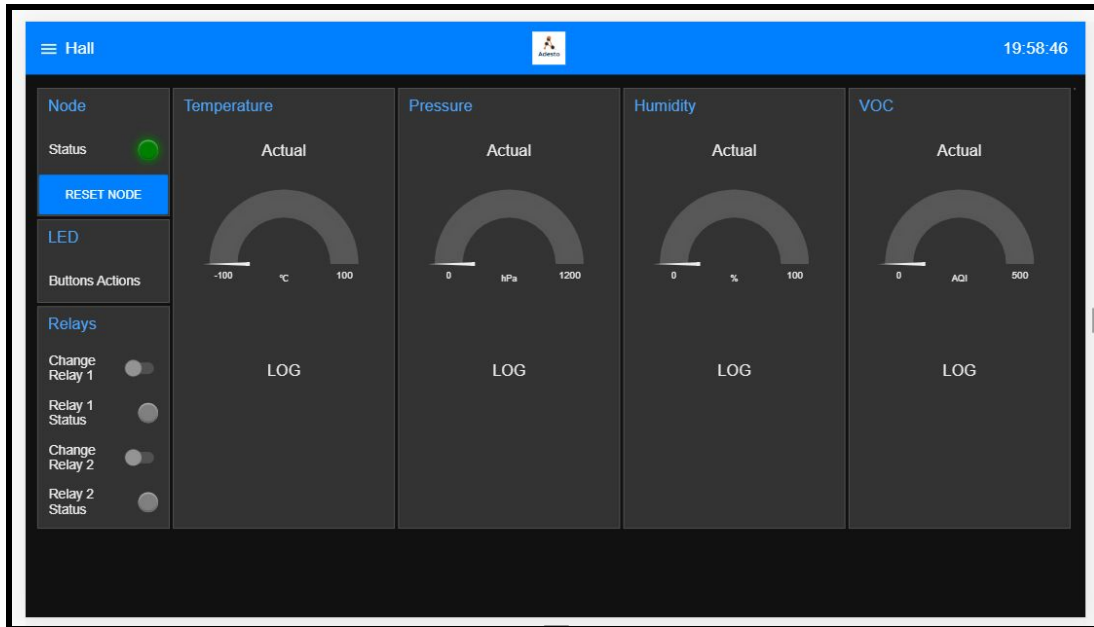 Hall
Adesto
19:58:46
Node
Status
RESET NODE
LED
Buttons Actions
Relays
Change
Relay 1
Relay 1
Status
Change
Relay 2
Relay 2
Status
Temperature
Actual
-100 °C 100
LOG
Pressure
Actual
0 hPa 1200
LOG
Humidity
Actual
0 % 100
LOG
VOC
Actual
0 AQI 500
LOG